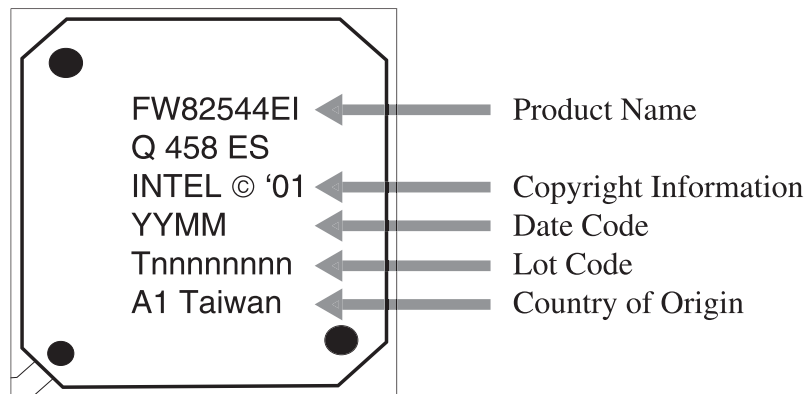 FW82544EI Product Name
Q 458 ES
INTEL © ‘01 Copyright Information
YYMM Date Code
Tnnnnnnnn Lot Code
A1 Taiwan Country of Origin